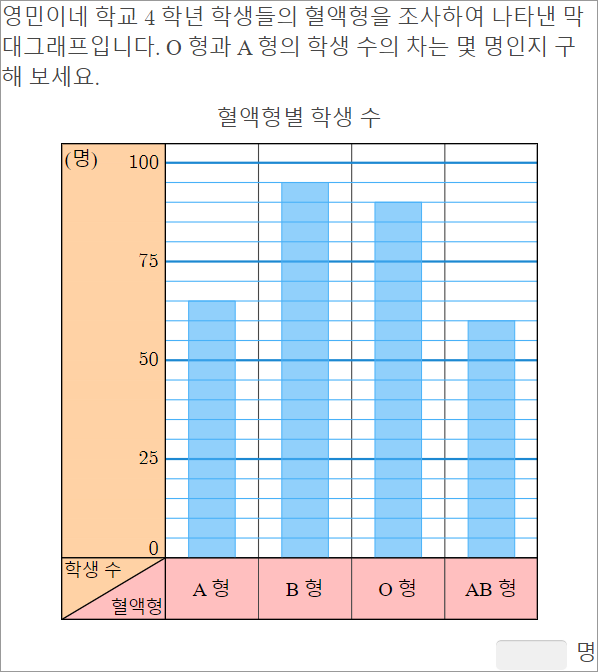 영민이네 학교 4 학년 학생들의 혈액형을 조사하여 나타낸 막
대그래프입니다. O 형과 A 형의 학생 수의 차는 몇 명인지 구
해 보세요.
혈액형별 학생 수
(명) 100
75
50
25
0
학생 수
혈액형
A 형 B 형 O 형 AB 형
명